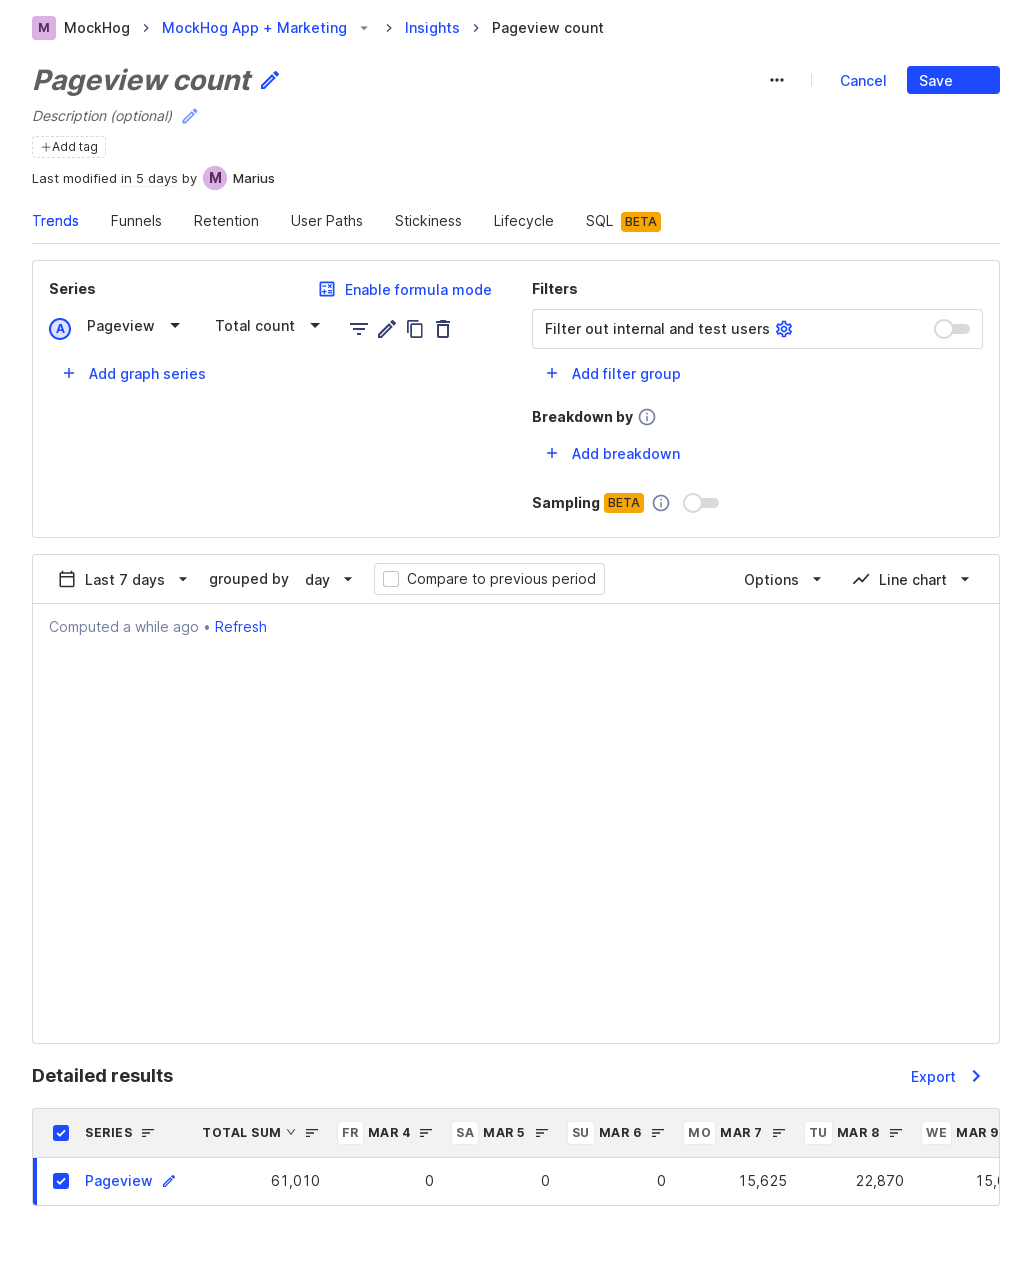 M MockHog MockHog App + Marketing Insights Pageview count
Pageview count
Cancel Save
Description (optional)
+Add tag
Last modified in 5 days by M Marius
Trends Funnels Retention User Paths Stickiness Lifecycle SQL BETA
Series Enable formula mode
A Pageview Total count
+ Add graph series
Filters
Filter out internal and test users
+ Add filter group
Breakdown by
+ Add breakdown
Sampling BETA
Last 7 days grouped by day Compare to previous period Options Line chart
Computed a while ago • Refresh
Detailed results Export
SERIES TOTAL SUM FR MAR 4 SA MAR 5 SU MAR 6 MO MAR 7 TU MAR 8 WE MAR 9
Pageview 61,010 0 0 0 15,625 22,870